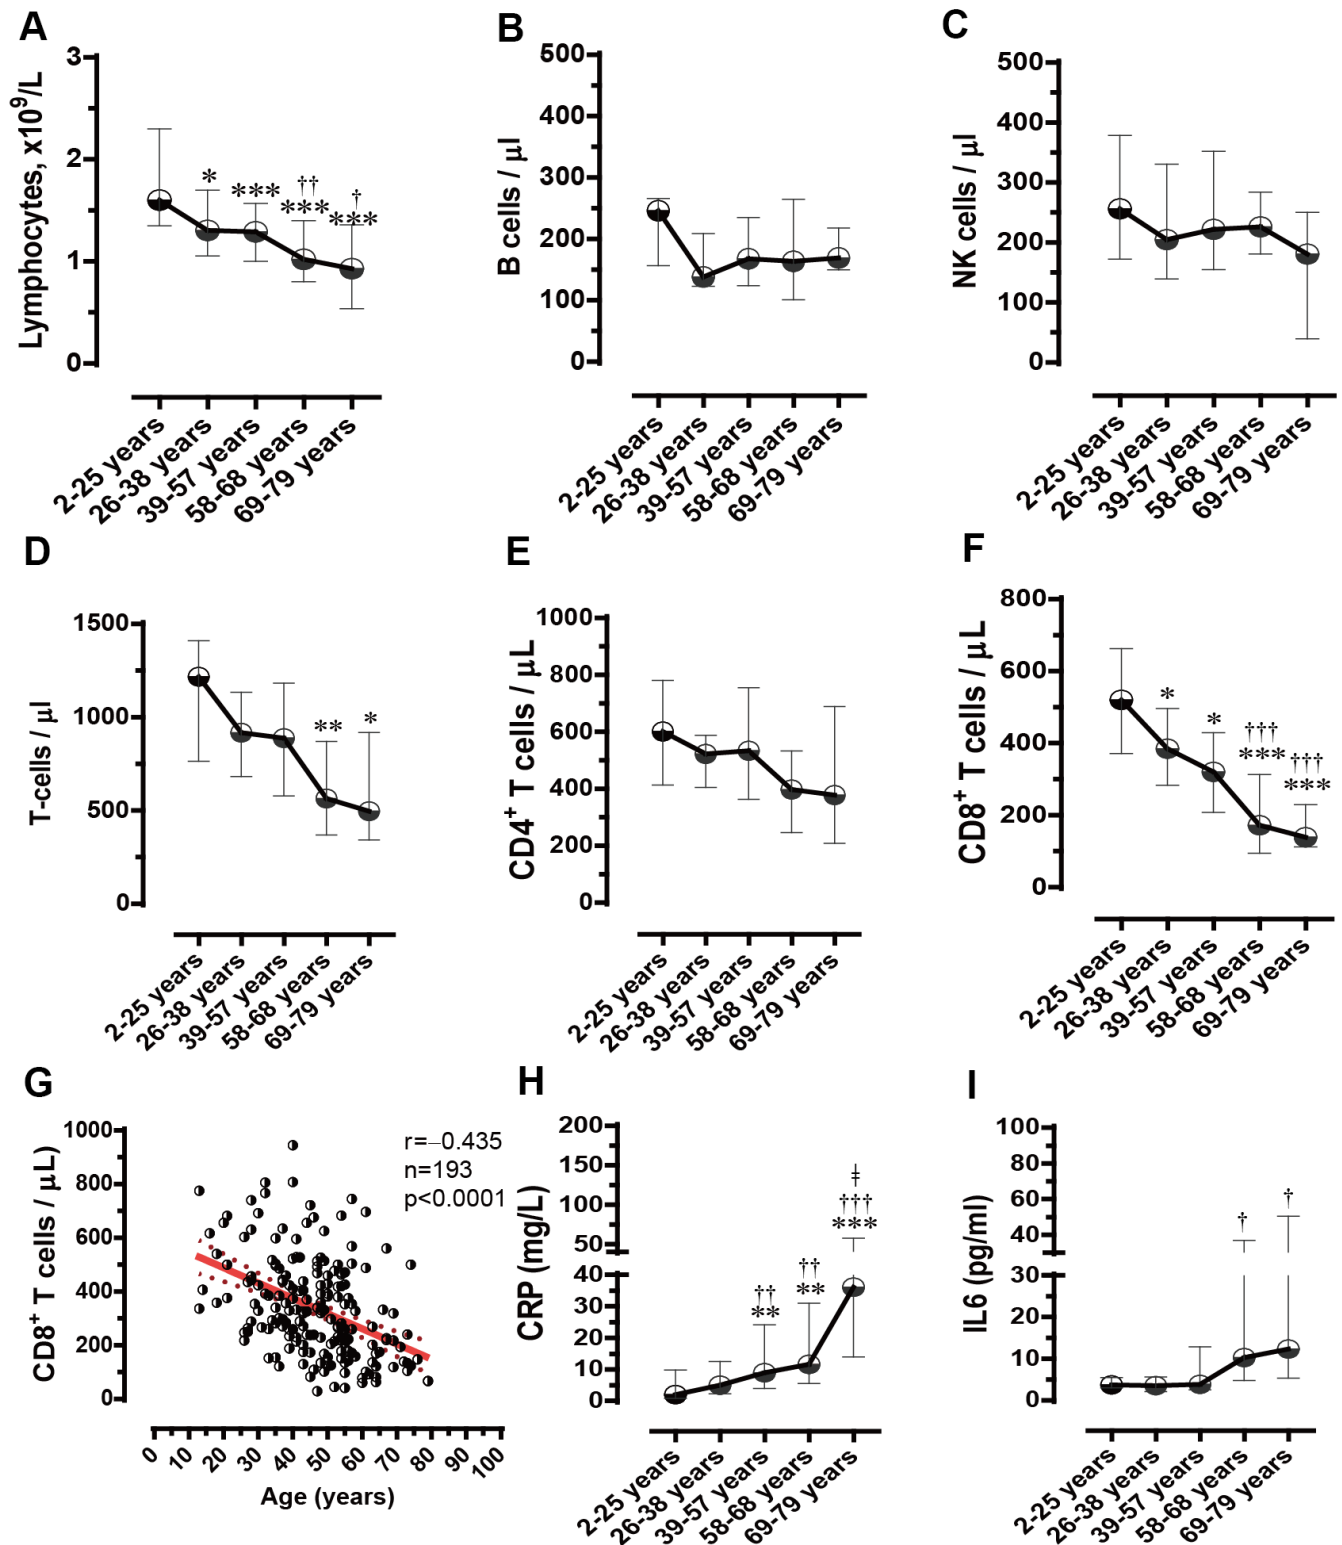 A
Lymphocytes, x10⁹/L
3
2
1
0
*
***
††
***
†
***
2-25 years
26-38 years
39-57 years
58-68 years
69-79 years
B
B cells / μl
500
400
300
200
100
0
2-25 years
26-38 years
39-57 years
58-68 years
69-79 years
C
NK cells / μl
500
400
300
200
100
0
2-25 years
26-38 years
39-57 years
58-68 years
69-79 years
D
T-cells / μl
1500
1000
500
0
**
*
2-25 years
26-38 years
39-57 years
58-68 years
69-79 years
E
CD4⁺ T cells / μL
1000
800
600
400
200
0
2-25 years
26-38 years
39-57 years
58-68 years
69-79 years
F
CD8⁺ T cells / μL
800
600
400
200
0
*
*
†††
***
†††
***
2-25 years
26-38 years
39-57 years
58-68 years
69-79 years
G
CD8⁺ T cells / μL)
1000
800
600
400
200
0
r=−0.435
n=193
p<0.0001
0 10 20 30 40 50 60 70 80 90 100
Age (years)
H
CRP (mg/L)
200
150
100
50
40
30
20
10
0
††
**
††
**
‡
†††
***
2-25 years
26-38 years
39-57 years
58-68 years
69-79 years
I
IL6 (pg/ml)
100
80
60
40
30
20
10
0
†
†
2-25 years
26-38 years
39-57 years
58-68 years
69-79 years